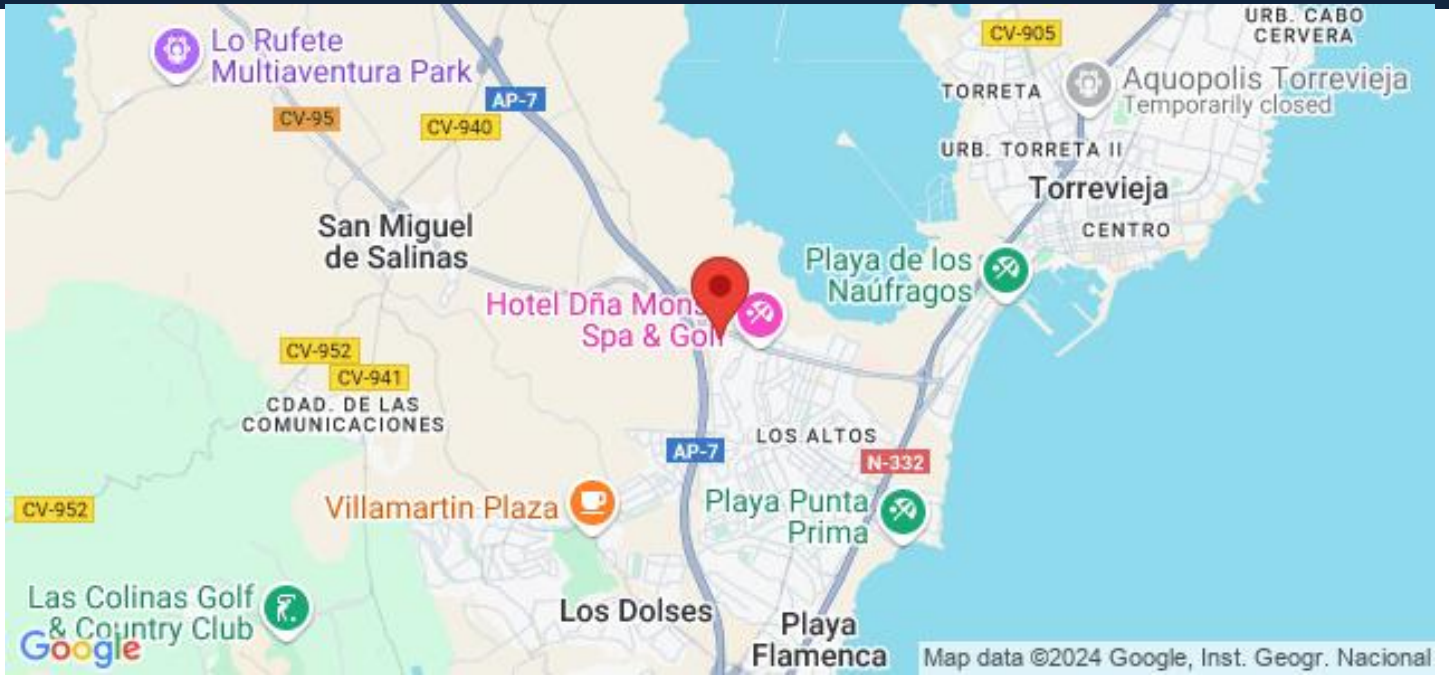 URB. CABO
CERVERA
Lo Rufete
Multiaventura Park
CV-905
TORRETA
Aquopolis Torrevieja
Temporarily closed
AP-7
CV-95
CV-940
URB. TORRETA II
Torrevieja
CENTRO
San Miguel
de Salinas
Playa de los
Naúfragos
Hotel Dña Mons
Spa & Golf
CV-952
CV-941
CDAD. DE LAS
COMUNICACIONES
LOS ALTOS
AP-7
N-332
CV-952
Villamartin Plaza
Playa Punta
Prima
Las Colinas Golf
& Country Club
Los Dolses
Playa
Flamenca
Google
Map data ©2024 Google, Inst. Geogr. Nacional